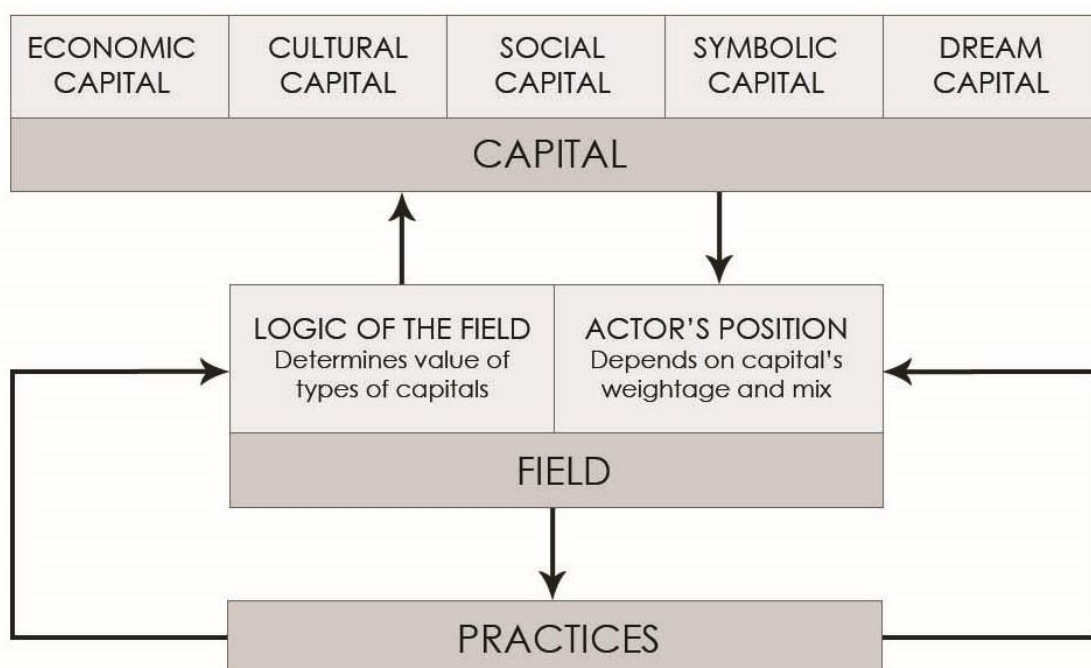 ECONOMIC
CAPITAL
CULTURAL
CAPITAL
SOCIAL
CAPITAL
SYMBOLIC
CAPITAL
DREAM
CAPITAL
CAPITAL
LOGIC OF THE FIELD
Determines value of
types of capitals
ACTOR'S POSITION
Depends on capital's
weightage and mix
FIELD
PRACTICES